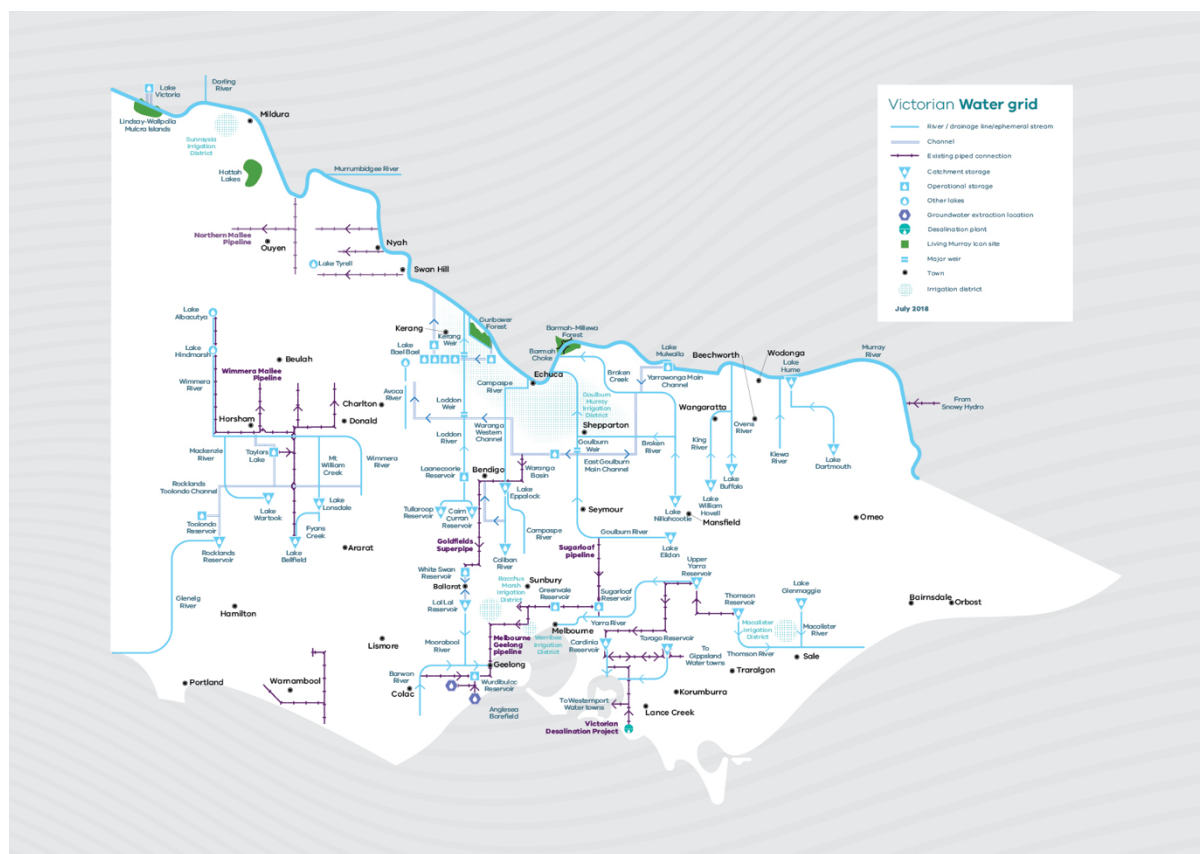 Victorian Water grid
River / drainage line/ephemeral stream
Channel
Existing piped connection
Catchment storage
Operational storage
Other lakes
Groundwater extraction location
Desalination plant
Living Murray Icon site
Major weir
Town
Irrigation district
July 2018
Lake
Victoria
Darling
River
Lindsay-Wallpolla
Mulcra Islands
Mildura
Sunraysia
Irrigation
District
Hattah
Lakes
Murrumbidgee River
Northern Mallee
Pipeline
Ouyen
Nyah
Lake Tyrell
Swan Hill
Lake
Albacutya
Lake
Hindmarsh
Beulah
Wimmera
River
Wimmera Mallee
Pipeline
Charlton
Donald
Horsham
Kerang
Kerang
Weir
Gunbower
Forest
Lake
Bael Bael
Avoca
River
Campaspe
River
Loddon
Weir
Loddon
River
Waranga
Western
Channel
Barmah-Millewa
Forest
Barmah
Choke
Echuca
Broken
Creek
Lake
Mulwalla
Yarrawonga Main
Channel
Beechworth
Wodonga
Lake
Hume
Murray
River
From
Snowy Hydro
Goulburn
Murray
Irrigation
District
Shepparton
Goulburn
Weir
Broken
River
East Goulburn
Main Channel
Wangaratta
King
River
Ovens
River
Kiewa
River
Lake
Dartmouth
Lake
Buffalo
Lake
William
Hovell
Lake
Nillahcootie
Mansfield
Mackenzie
River
Taylors
Lake
Mt
William
Creek
Wimmera
River
Rocklands
Toolondo Channel
Lake
Wartook
Lake
Lonsdale
Toolondo
Reservoir
Fyans
Creek
Rocklands
Reservoir
Lake
Bellfield
Ararat
Laanecoorie
Reservoir
Bendigo
Waranga
Basin
Lake
Eppalock
Tullaroop
Reservoir
Cairn
Curran
Reservoir
Seymour
Campaspe
River
Goulburn River
Lake
Eildon
Omeo
Goldfields
Superpipe
Coliban
River
Sugarloaf
pipeline
White Swan
Reservoir
Ballarat
Lal Lal
Reservoir
Bacchus
Marsh
Irrigation
District
Sunbury
Greenvale
Reservoir
Sugarloaf
Reservoir
Upper
Yarra
Reservoir
Thomson
Reservoir
Lake
Glenmaggie
Bairnsdale
Orbost
Glenelg
River
Hamilton
Lismore
Moorabool
River
Melbourne
Geelong
pipeline
Werribee
Irrigation
District
Melbourne
Yarra River
Cardinia
Reservoir
Tarago Reservoir
Macalister
Irrigation
District
Macalister
River
Thomson River
Sale
To
Gippsland
Water towns
Traralgon
Barwon
River
Geelong
Colac
Wurdibuloc
Reservoir
Anglesea
Borefield
Portland
Warnambool
To Westernport
Water towns
Korumburra
Lance Creek
Victorian
Desalination Project